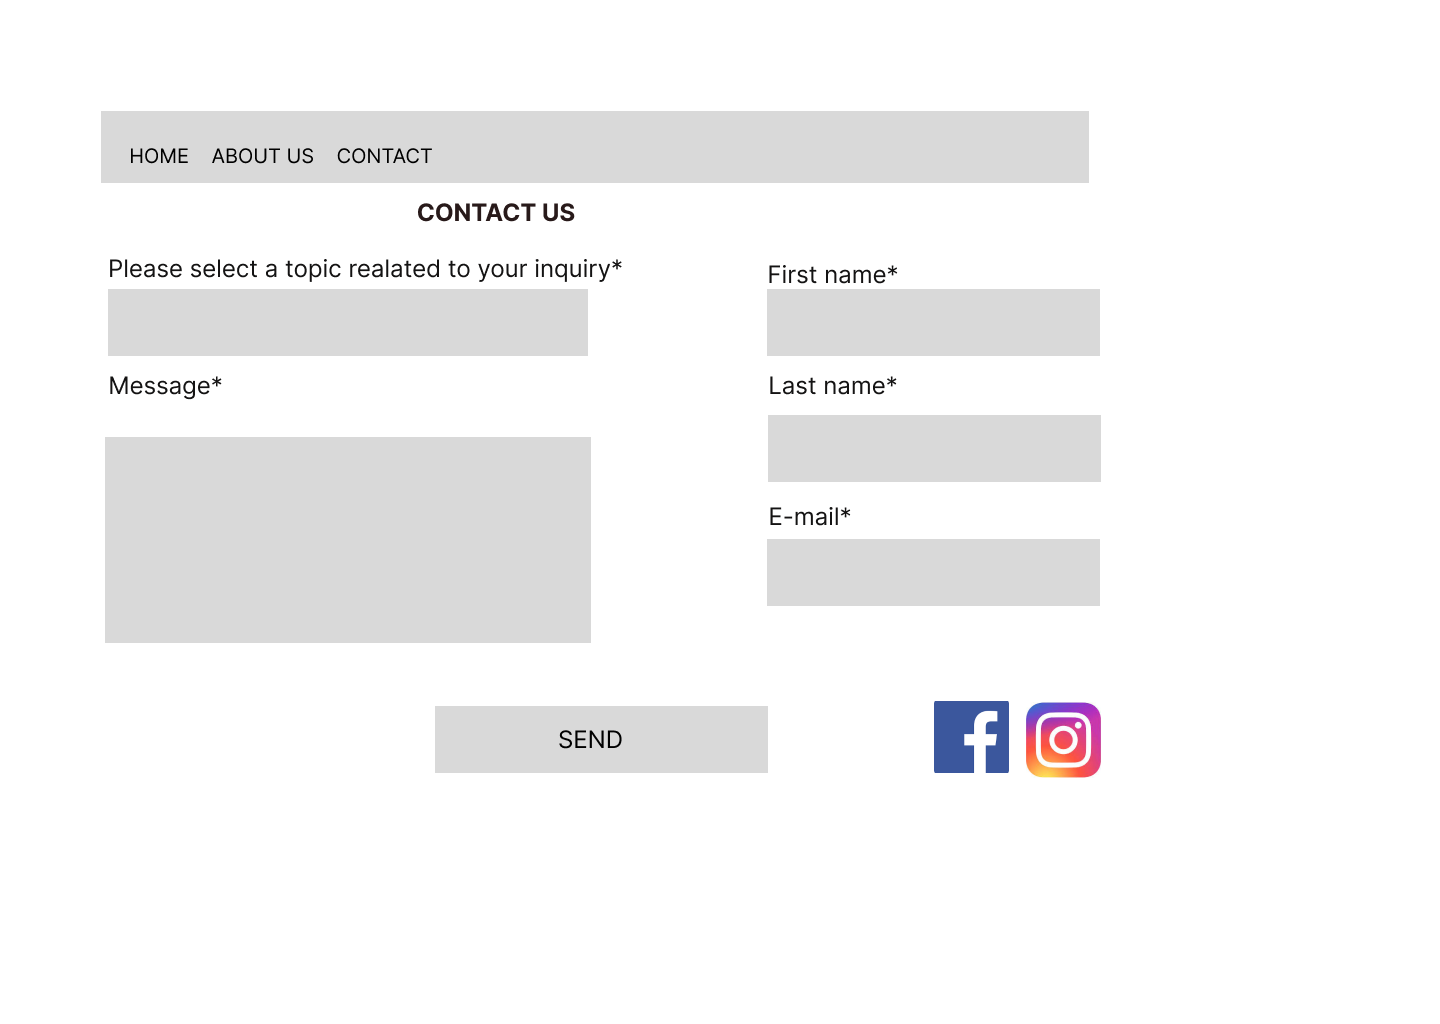 HOME ABOUT US CONTACT
CONTACT US
Please select a topic realated to your inquiry*
First name*
Message*
Last name*
E-mail*
SEND